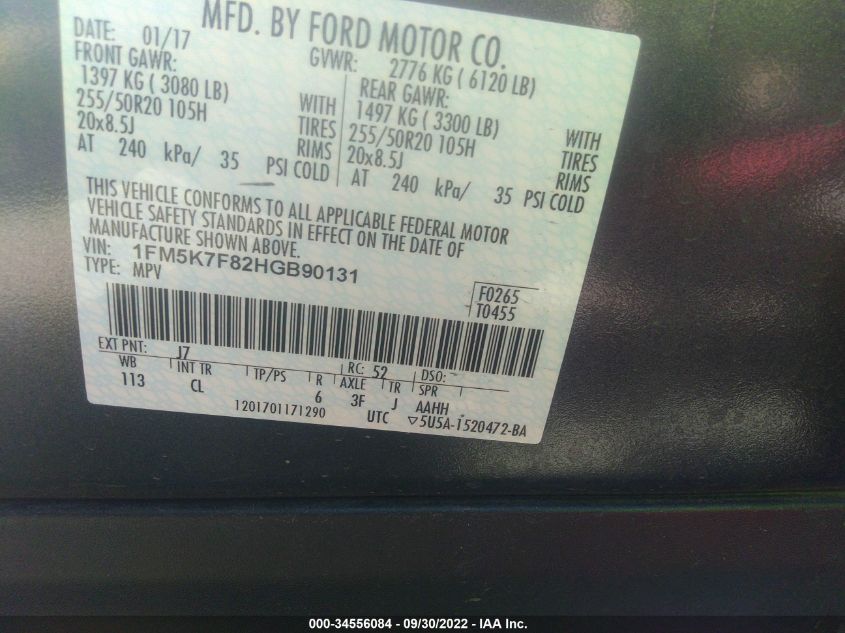 MFD. BY FORD MOTOR CO.
DATE: 01/17
GVWR: 2776 KG ( 6120 LB)
FRONT GAWR:
1397 KG ( 3080 LB)
255/50R20 105H
20x8.5J
WITH
TIRES
RIMS
AT 240 kPa/ 35 PSI COLD
REAR GAWR:
1497 KG ( 3300 LB)
255/50R20 105H
20x8.5J
WITH
TIRES
RIMS
AT 240 kPa/ 35 PSI COLD
THIS VEHICLE CONFORMS TO ALL APPLICABLE FEDERAL MOTOR
VEHICLE SAFETY STANDARDS IN EFFECT ON THE DATE OF
MANUFACTURE SHOWN ABOVE.
VIN: 1FM5K7F82HGB90131
TYPE: MPV
F0265
T0455
EXT PNT: J7 RC: 52 DSO:
WB INT TR TP/PS R AXLE TR SPR
113 CL 6 3F J AAHH
1201701171290 UTC ▽5U5A-1520472-BA
000-34556084 - 09/30/2022 - IAA Inc.